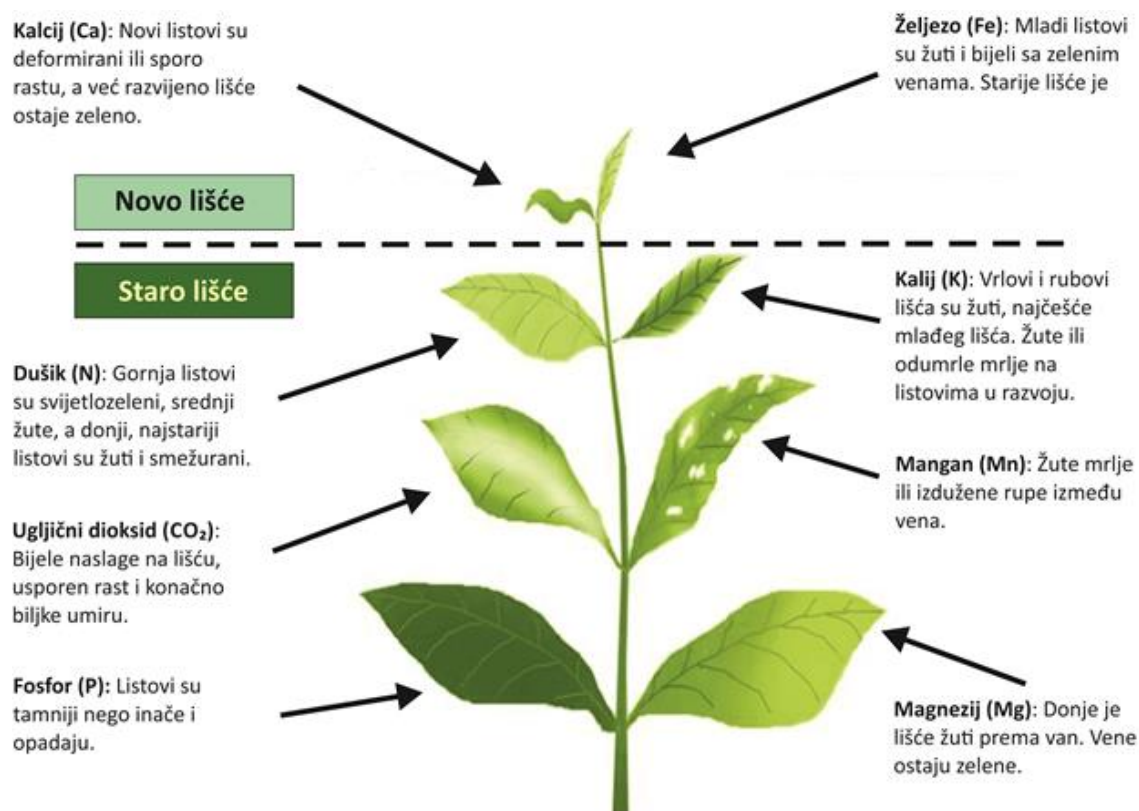 Kalcij (Ca): Novi listovi su
deformirani ili sporo
rastu, a već razvijeno lišće
ostaje zeleno.
Željezo (Fe): Mladi listovi
su žuti i bijeli sa zelenim
venama. Starije lišće je
Novo lišće
Staro lišće
Dušik (N): Gornja listovi
su svijetlozeleni, srednji
žute, a donji, najstariji
listovi su žuti i smežurani.
Kalij (K): Vrlovi i rubovi
lišća su žuti, najčešće
mlađeg lišća. Žute ili
odumrle mrlje na
listovima u razvoju.
Ugljični dioksid (CO₂):
Bijele naslage na lišću,
usporen rast i konačno
biljke umiru.
Mangan (Mn): Žute mrlje
ili izdužene rupe između
vena.
Fosfor (P): Listovi su
tamniji nego inače i
opadaju.
Magnezij (Mg): Donje je
lišće žuti prema van. Vene
ostaju zelene.